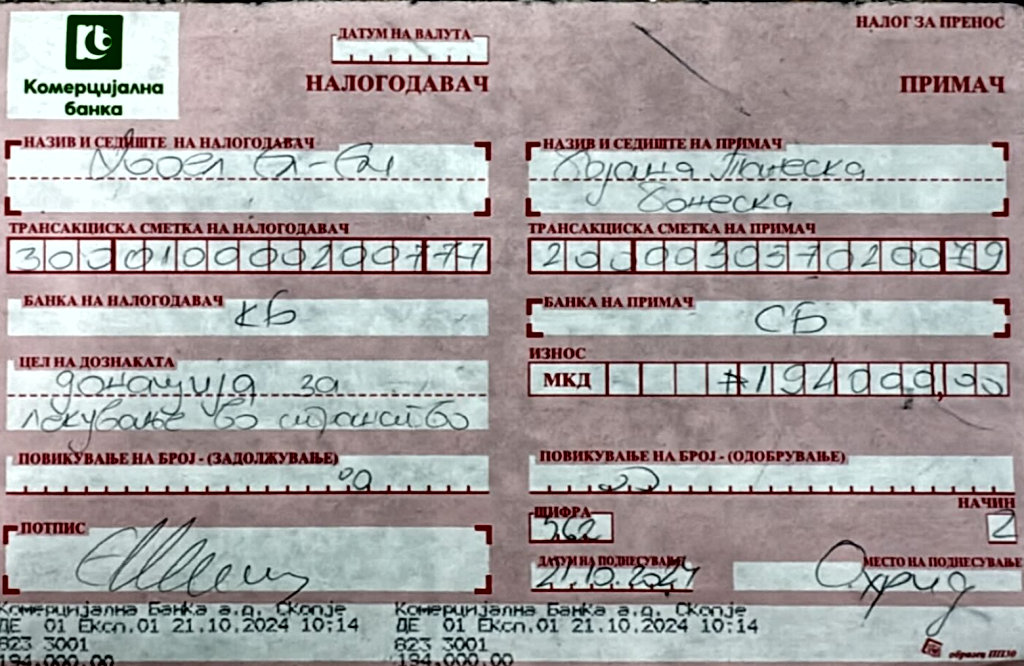 Комерцијална
банка
ДАТУМ НА ВАЛУТА
НАЛОГ ЗА ПРЕНОС
НАЛОГОДАВАЧ
ПРИМАЧ
НАЗИВ И СЕДИШТЕ НА НАЛОГОДАВАЧ
НАЗИВ И СЕДИШТЕ НА ПРИМАЧ
Танеска
Бонеска
ТРАНСАКЦИСКА СМЕТКА НА НАЛОГОДАВАЧ
ТРАНСАКЦИСКА СМЕТКА НА ПРИМАЧ
300010000200777
200003037020079
БАНКА НА НАЛОГОДАВАЧ
БАНКА НА ПРИМАЧ
КБ
СБ
ЦЕЛ НА ДОЗНАКАТА
донација за
лекување во странство
ИЗНОС
МКД #194000,00
ПОВИКУВАЊЕ НА БРОЈ - (ЗАДОЛЖУВАЊЕ)
ПОВИКУВАЊЕ НА БРОЈ - (ОДОБРУВАЊЕ)
НАЧИН
2
ПОТПИС
ШИФРА
562
ДАТУМ НА ПОДНЕСУВАЊЕ
21.10.2024
МЕСТО НА ПОДНЕСУВАЊЕ
Охрид
Комерцијална Банка а.д. Скопје
ДЕ 01 Експ.01 21.10.2024 10:14
823 3001
194.000.00
Комерцијална Банка а.д. Скопје
ДЕ 01 Експ.01 21.10.2024 10:14
823 3001
194.000.00
образец ПП30